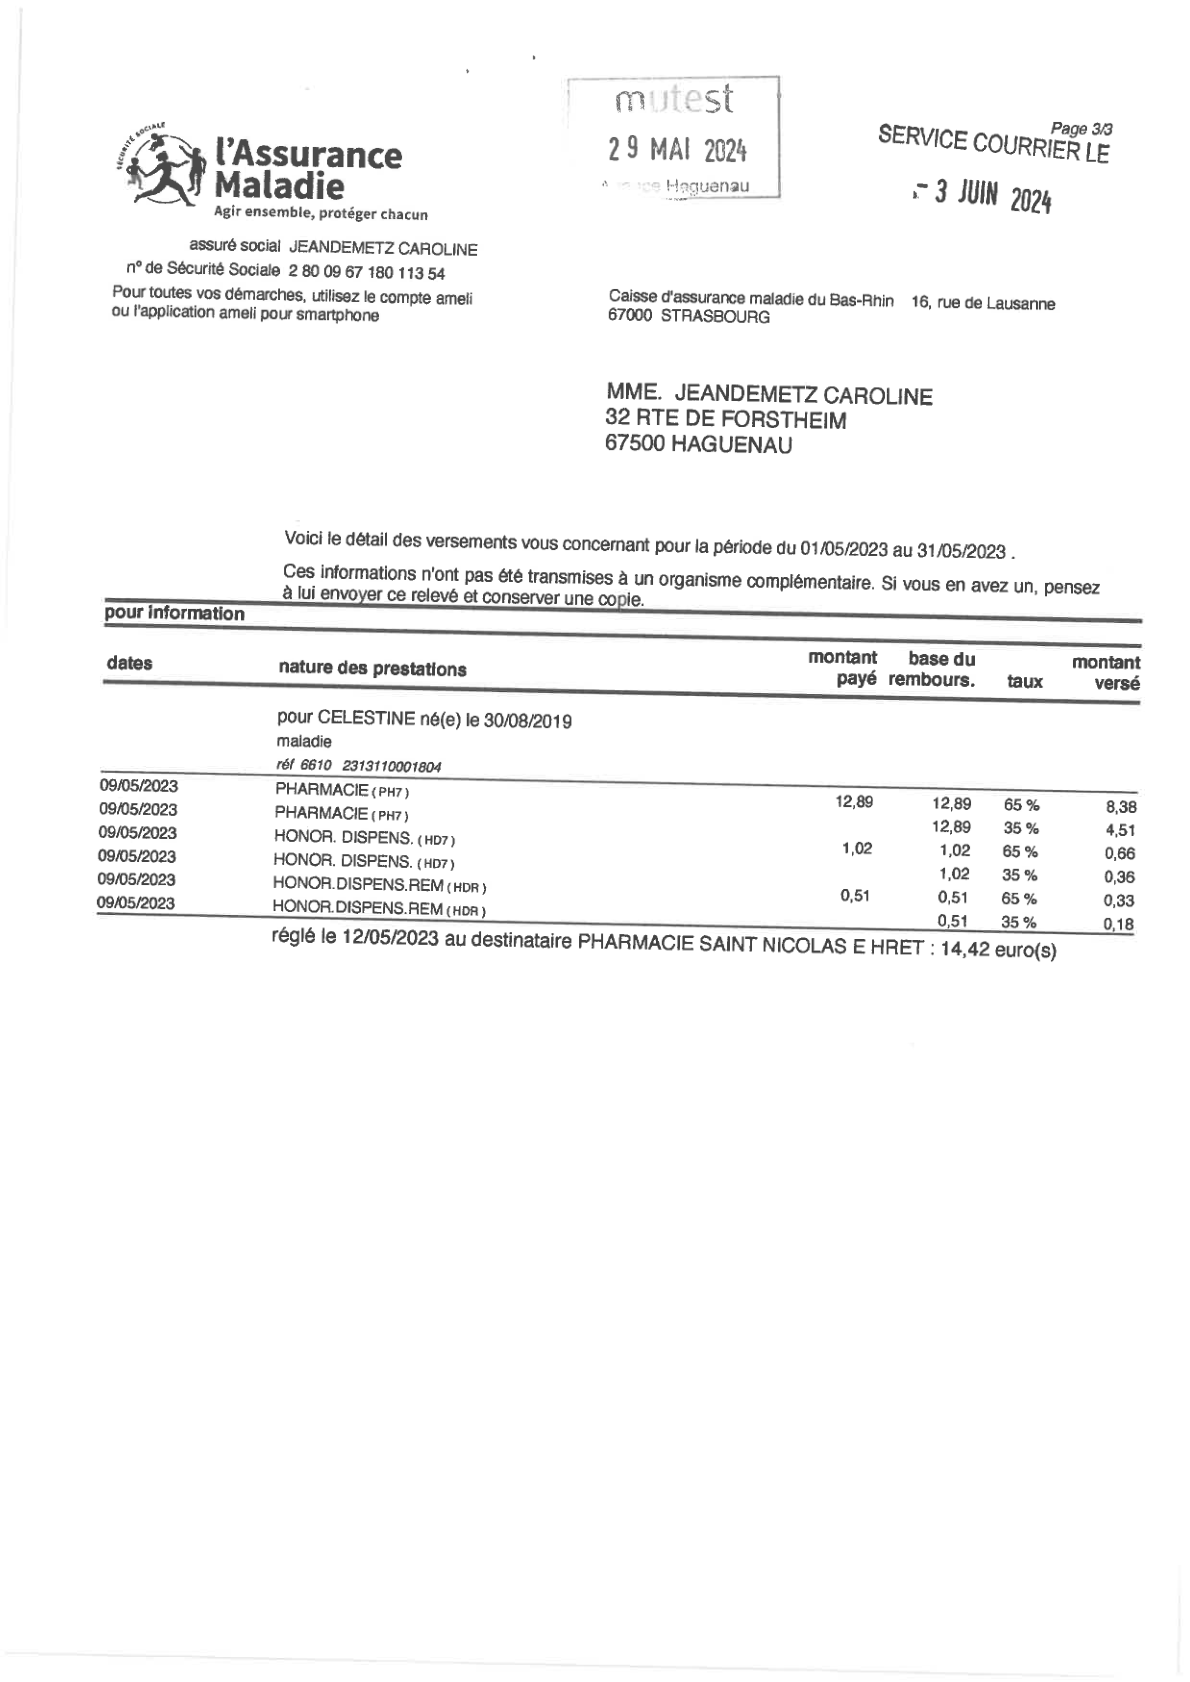 mutest
29 MAI 2024
Haguenau
Page 3/3
SERVICE COURRIER LE
- 3 JUIN 2024
SÉCURITÉ SOCIALE
l'Assurance
Maladie
Agir ensemble, protéger chacun
assuré social JEANDEMETZ CAROLINE
n° de Sécurité Sociale 2 80 09 67 180 113 54
Pour toutes vos démarches, utilisez le compte ameli
ou l'application ameli pour smartphone
Caisse d'assurance maladie du Bas-Rhin 16, rue de Lausanne
67000 STRASBOURG
MME. JEANDEMETZ CAROLINE
32 RTE DE FORSTHEIM
67500 HAGUENAU
Voici le détail des versements vous concernant pour la période du 01/05/2023 au 31/05/2023 .
Ces informations n'ont pas été transmises à un organisme complémentaire. Si vous en avez un, pensez
à lui envoyer ce relevé et conserver une copie.
pour information
dates nature des prestations montant payé base du rembours. taux montant versé
pour CELESTINE né(e) le 30/08/2019
maladie
réf 6610 2313110001804
09/05/2023 PHARMACIE (PH7) 12,89 12,89 65 % 8,38
09/05/2023 PHARMACIE (PH7) 12,89 35 % 4,51
09/05/2023 HONOR. DISPENS. (HD7) 1,02 1,02 65 % 0,66
09/05/2023 HONOR. DISPENS. (HD7) 1,02 35 % 0,36
09/05/2023 HONOR.DISPENS.REM (HDR ) 0,51 0,51 65 % 0,33
09/05/2023 HONOR.DISPENS.REM (HDR ) 0,51 35 % 0,18
réglé le 12/05/2023 au destinataire PHARMACIE SAINT NICOLAS E HRET : 14,42 euro(s)